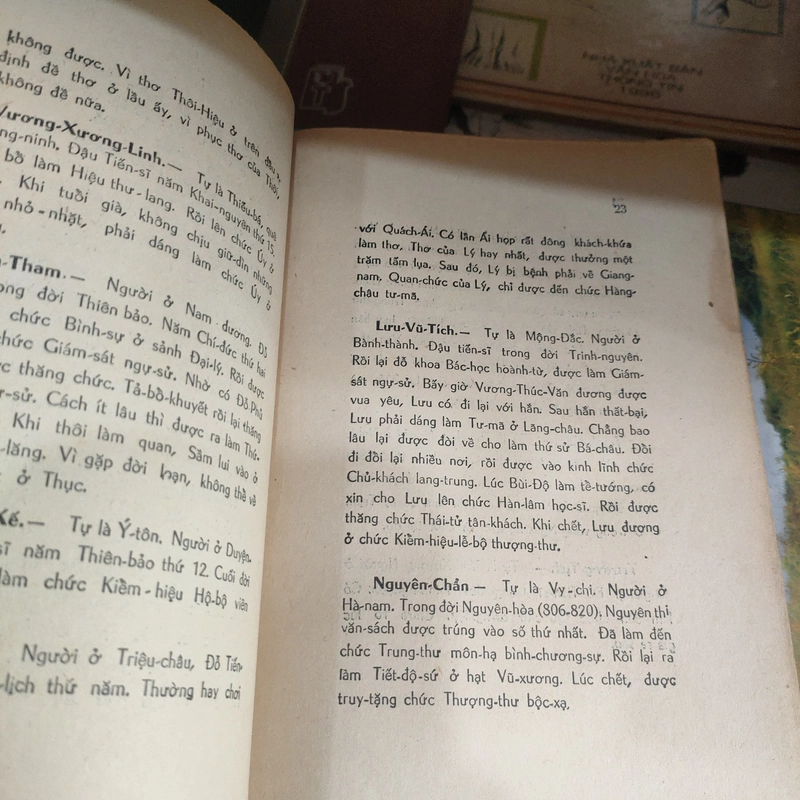 không được. Vì thơ Thôi-Hiệu ở trên đầu
định đề thơ ở lầu ấy, vì phục thơ của Thôi,
không đề nữa.
Vương-Xương-Linh.— Tự là Thiếu-bá, quê
ng-ninh. Đậu Tiến-sĩ năm Khai-nguyên thứ 15.
bổ làm Hiệu thư-lang. Rồi lên chức Úy ở
Khi tuổi già, không chịu giữ-dìn những
nhỏ-nhặt, phải dáng làm chức Úy ở
-Tham.— Người ở Nam dương. Đỗ
ong đời Thiên bảo. Năm Chí-đức thứ hai
chức Bình-sự ở sảnh Đại-lý. Rồi được
chức Giám-sát ngự-sử. Nhờ có Đỗ-Phủ
ợc thăng chức. Tả-bổ-khuyết rồi lại thăng
ư-sử. Cách ít lâu thì được ra làm Thứ-
Khi thôi làm quan, Sầm lui vào ở
-lăng. Vì gặp đời loạn, không thể về
ở Thục.
Kế.— Tự là Ý-tôn. Người ở Duyện.
sĩ năm Thiên-bảo thứ 12. Cuối đời
làm chức Kiểm-hiệu Hộ-bộ viên
Người ở Triệu-châu, Đỗ Tiến-
-lịch thứ năm. Thường hay chơi
NHÀ XUẤT BẢN
VĂN HÓA
THÔNG TIN
1996
23
với Quách-Ái. Có lần Ái họp rất đông khách-khứa
làm thơ. Thơ của Lý hay nhất, được thưởng một
trăm tấm lụa. Sau đó, Lý bị bệnh phải về Giang-
nam. Quan-chức của Lý, chỉ được đến chức Hàng-
châu tư-mã.
Lưu-Vũ-Tích.— Tự là Mộng-Đắc. Người ở
Bành-thành. Đậu tiến-sĩ trong đời Trinh-nguyên.
Rồi lại đỗ khoa Bác-học hoành-từ, được làm Giám-
sát ngự-sử. Bấy giờ Vương-Thúc-Văn đương được
vua yêu, Lưu có đi lại với hắn. Sau hắn thất-bại,
Lưu phải dáng làm Tư-mã ở Lãng-châu. Chẳng bao
lâu lại được đòi về cho làm thứ sử Bá-châu. Đồi
đi đồi lại nhiều nơi, rồi được vào kinh lĩnh chức
Chủ-khách lang-trung. Lúc Bùi-Độ làm tể-tướng, có
xin cho Lưu lên chức Hàn-lâm học-sĩ. Rồi được
thăng chức Thái-tử tân-khách. Khi chết, Lưu đương
ở chức Kiểm-hiệu-lễ-bộ thượng-thư.
Nguyên-Chẩn — Tự là Vy-chi. Người ở
Hà-nam. Trong đời Nguyên-hòa (806-820). Nguyên thi
văn-sách được trúng vào số thứ nhất. Đã làm đến
chức Trung-thư môn-hạ bình-chương-sự. Rồi lại ra
làm Tiết-độ-sứ ở hạt Vũ-xương. Lúc chết, được
truy-tặng chức Thượng-thư bộc-xạ.